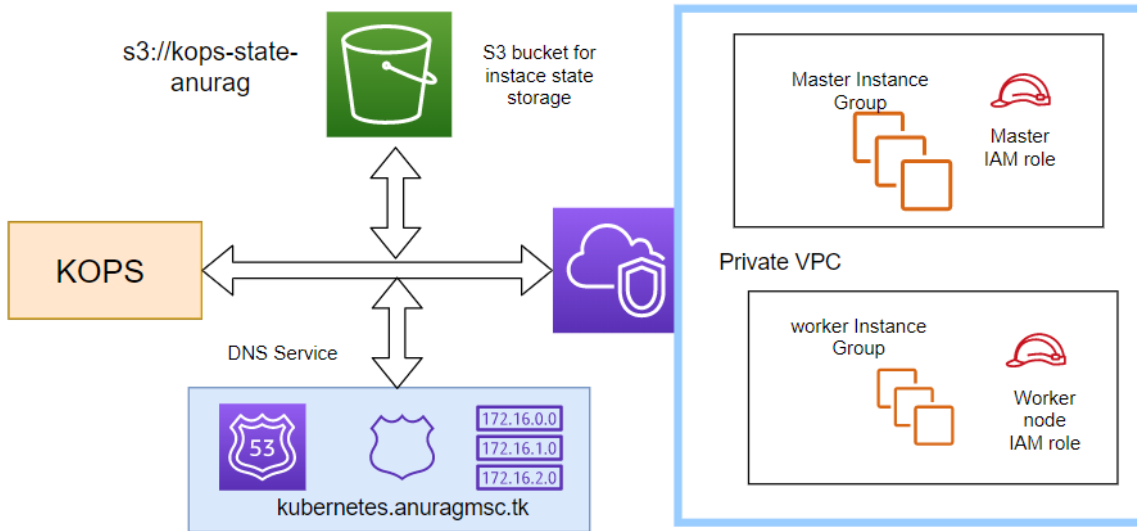 s3://kops-state-
anurag
S3 bucket for
instace state
storage
Master Instance
Group
Master
IAM role
KOPS
Private VPC
DNS Service
worker Instance
Group
Worker
node
IAM role
53
172.16.0.0
172.16.1.0
172.16.2.0
kubernetes.anuragmsc.tk